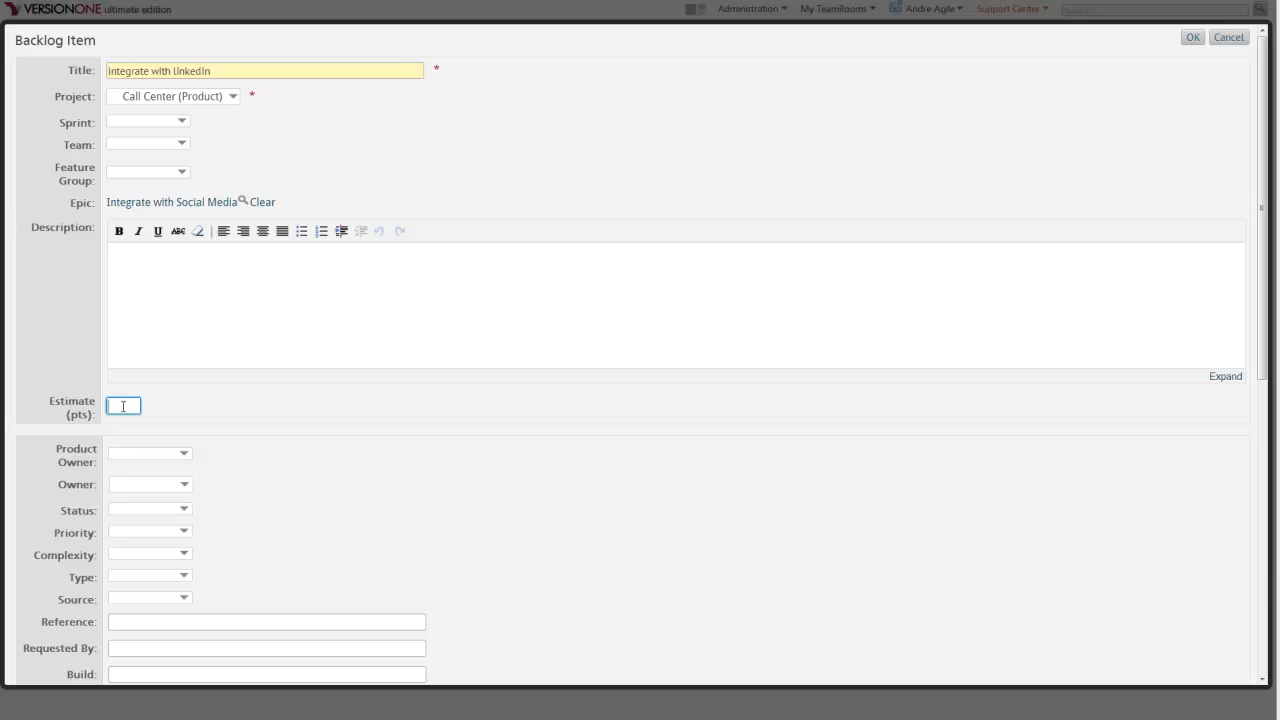 VERSIONONE ultimate edition
Administration My TeamRooms Andre Agile Support Center
Backlog Item
OK Cancel
Title: Integrate with linkedIn *
Project: Call Center (Product) *
Sprint:
Team:
Feature
Group:
Epic: Integrate with Social Media Clear
Description: B I U ABC
Expand
Estimate
(pts):
Product
Owner:
Owner:
Status:
Priority:
Complexity:
Type:
Source:
Reference:
Requested By:
Build: